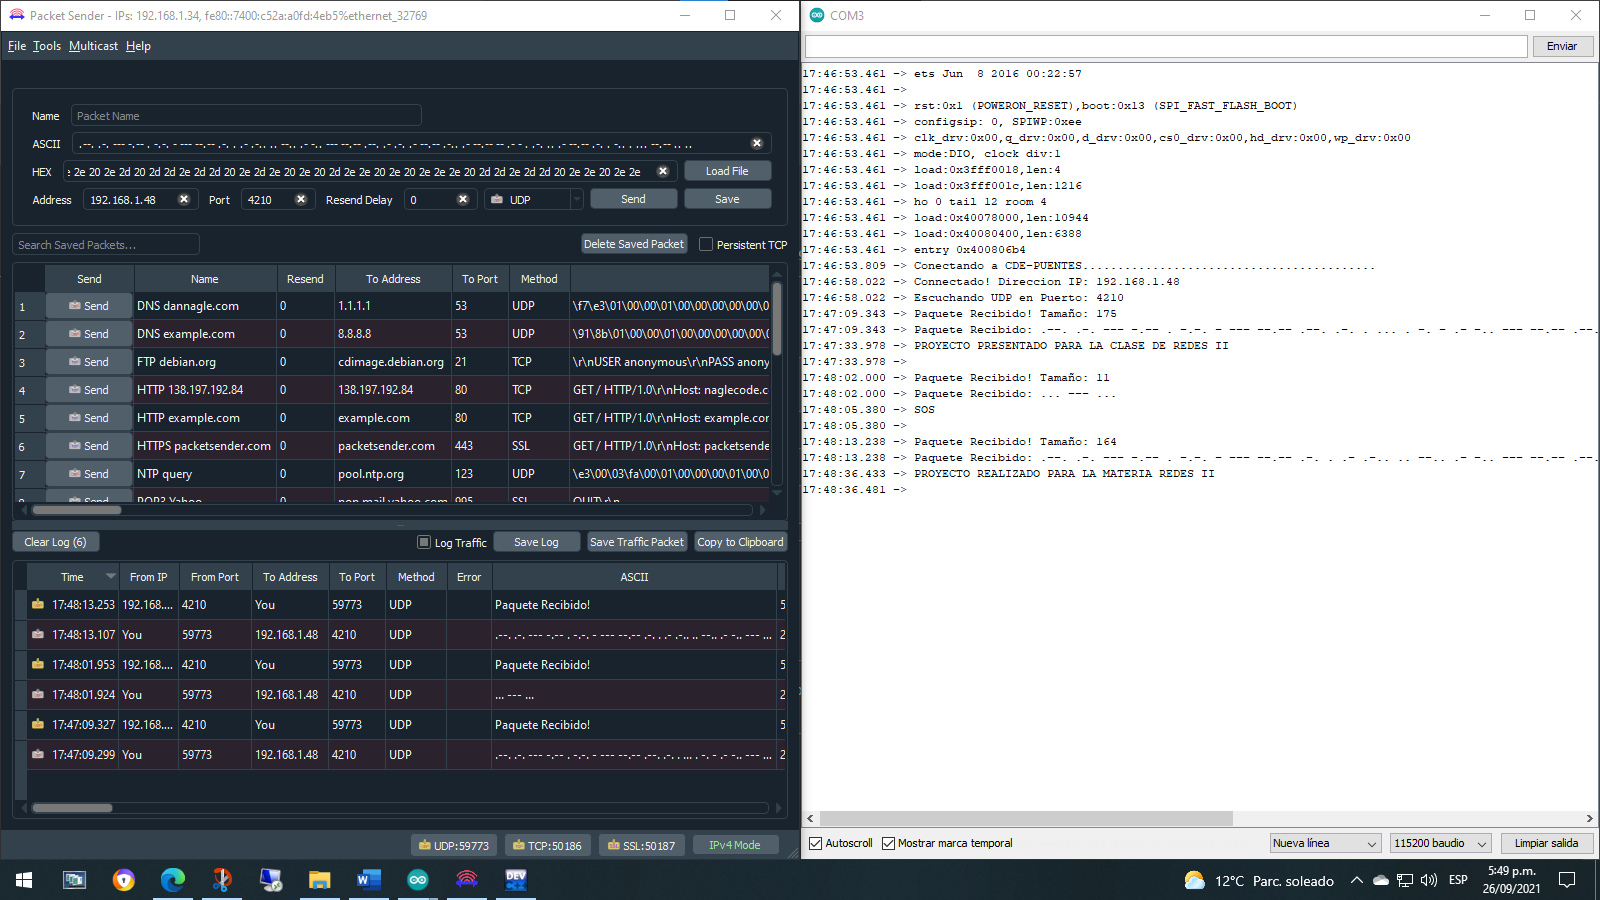 Packet Sender - IPs: 192.168.1.34, fe80::7400:c52a:a0fd:4eb5%ethernet_32769
File Tools Multicast Help
Name Packet Name
ASCII
HEX 2e 20 2e 2d 20 2d 2d 2e 2e 20 2e 2d 20 2d 2e 2e 20 2d 2d 2d 20 2d 2d 2e 2d 2d 20 2e 2e 20 2e 2e Load File
Address 192.168.1.48 Port 4210 Resend Delay 0 UDP Send Save
Search Saved Packets... Delete Saved Packet Persistent TCP
Send Name Resend To Address To Port Method
1 Send DNS dannagle.com 0 1.1.1.1 53 UDP \f7\e3\01\00\00\01\00\00\00\00\00\0
2 Send DNS example.com 0 8.8.8.8 53 UDP \91\8b\01\00\00\01\00\00\00\00\00\0
3 Send FTP debian.org 0 cdimage.debian.org 21 TCP \r\nUSER anonymous\r\nPASS anony
4 Send HTTP 138.197.192.84 0 138.197.192.84 80 TCP GET / HTTP/1.0\r\nHost: naglecode.c
5 Send HTTP example.com 0 example.com 80 TCP GET / HTTP/1.0\r\nHost: example.cor
6 Send HTTPS packetsender.com 0 packetsender.com 443 SSL GET / HTTP/1.0\r\nHost: packetsende
7 Send NTP query 0 pool.ntp.org 123 UDP \e3\00\03\fa\00\01\00\00\00\01\00\0
Send POP3 Yahoo 0 pop.mail.yahoo.com 995 SSL QUIT\r\n
Clear Log (6) Log Traffic Save Log Save Traffic Packet Copy to Clipboard
Time From IP From Port To Address To Port Method Error ASCII
17:48:13.253 192.168.... 4210 You 59773 UDP Paquete Recibido! 5
17:48:13.107 You 59773 192.168.1.48 4210 UDP .--. .-. --- -.-- . -.-. - --- --.-- .-. . .- .-.. .. --.. .- -.. --- ... 2
17:48:01.953 192.168.... 4210 You 59773 UDP Paquete Recibido! 5
17:48:01.924 You 59773 192.168.1.48 4210 UDP ... --- ... 2
17:47:09.327 192.168.... 4210 You 59773 UDP Paquete Recibido! 5
17:47:09.299 You 59773 192.168.1.48 4210 UDP .--. .-. --- -.-- . -.-. - --- --.-- .--. .-. . ... . -. - .- -.. --- ... 2
UDP:59773 TCP:50186 SSL:50187 IPv4 Mode
COM3
Enviar
17:46:53.461 -> ets Jun  8 2016 00:22:57
17:46:53.461 ->
17:46:53.461 -> rst:0x1 (POWERON_RESET),boot:0x13 (SPI_FAST_FLASH_BOOT)
17:46:53.461 -> configsip: 0, SPIWP:0xee
17:46:53.461 -> clk_drv:0x00,q_drv:0x00,d_drv:0x00,cs0_drv:0x00,hd_drv:0x00,wp_drv:0x00
17:46:53.461 -> mode:DIO, clock div:1
17:46:53.461 -> load:0x3fff0018,len:4
17:46:53.461 -> load:0x3fff001c,len:1216
17:46:53.461 -> ho 0 tail 12 room 4
17:46:53.461 -> load:0x40078000,len:10944
17:46:53.461 -> load:0x40080400,len:6388
17:46:53.461 -> entry 0x400806b4
17:46:53.809 -> Conectando a CDE-PUENTES..........................................
17:46:58.022 -> Connectado! Direccion IP: 192.168.1.48
17:46:58.022 -> Escuchando UDP en Puerto: 4210
17:47:09.343 -> Paquete Recibido! Tamaño: 175
17:47:09.343 -> Paquete Recibido! .--. .-. --- -.-- . -.-. - --- --.-- .--. .-. . ... . -. - .- -.. --- --.-- .--.
17:47:33.978 -> PROYECTO PRESENTADO PARA LA CLASE DE REDES II
17:47:33.978 ->
17:48:02.000 -> Paquete Recibido! Tamaño: 11
17:48:02.000 -> Paquete Recibido: ... --- ...
17:48:05.380 -> SOS
17:48:05.380 ->
17:48:13.238 -> Paquete Recibido! Tamaño: 164
17:48:13.238 -> Paquete Recibido: .--. .-. --- -.-- . -.-. - --- --.-- .-. . .- .-.. .. --.. .- -.. --- --.-- .--.
17:48:36.433 -> PROYECTO REALIZADO PARA LA MATERIA REDES II
17:48:36.481 ->
Autoscroll Mostrar marca temporal Nueva línea 115200 baudio Limpiar salida
DEV
12°C Parc. soleado ESP 5:49 p.m.
26/09/2021